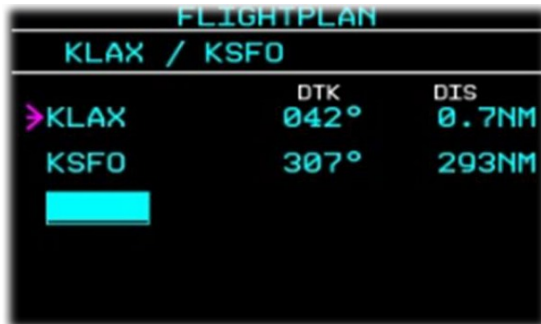 FLIGHTPLAN
KLAX / KSFO
DTK DIS
KLAX 042° 0.7NM
KSFO 307° 293NM